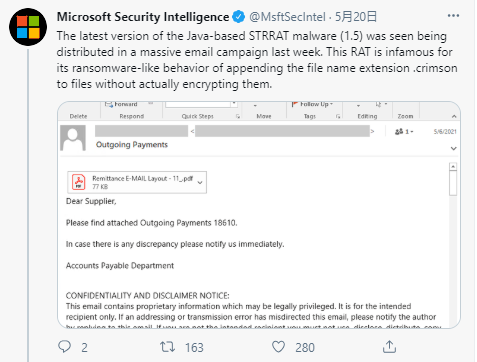 Microsoft Security Intelligence @MsftSecIntel · 5月20日
The latest version of the Java-based STRRAT malware (1.5) was seen being
distributed in a massive email campaign last week. This RAT is infamous for
its ransomware-like behavior of appending the file name extension .crimson
to files without actually encrypting them.
Forward Follow Up
Delete Respond Quick Steps Move Tags Editing Zoom
< > 1 5/6/2021
Outgoing Payments
Remittance E-MAIL Layout - 11_.pdf
77 KB
Dear Supplier,
Please find attached Outgoing Payments 18610.
In case there is any discrepancy please notify us immediately.
Accounts Payable Department
CONFIDENTIALITY AND DISCLAIMER NOTICE:
This email contains proprietary information which may be legally privileged. It is for the intended
recipient only. If an addressing or transmission error has misdirected this email, please notify the author
by replying to this email. If you are not the intended recipient you must not use, disclose, distribute, copy
2 163 280